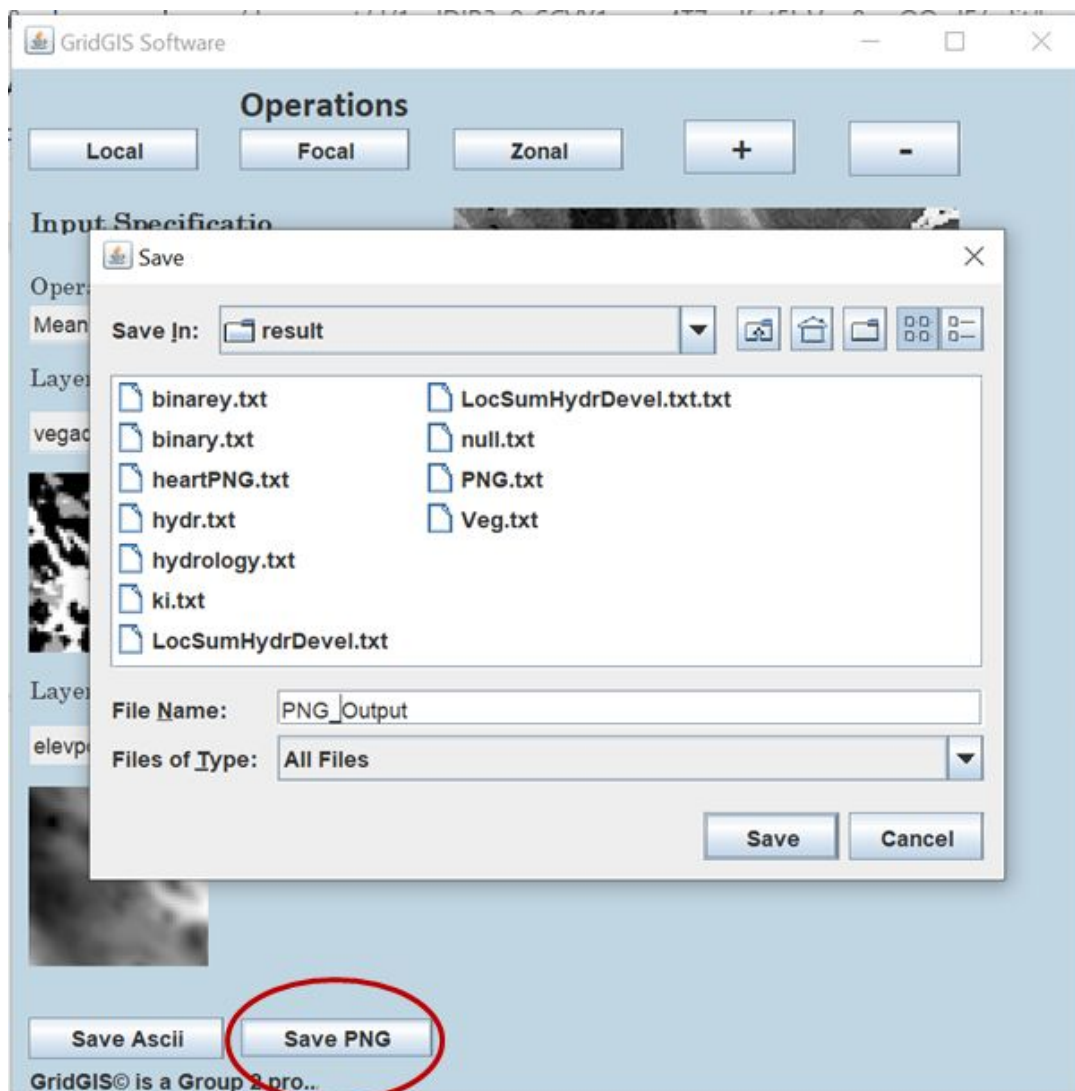 GridGIS Software
Operations
Local Focal Zonal + -
Input Specificatio
Save
Mean
Save In: result
binarey.txt LocSumHydrDevel.txt.txt
binary.txt null.txt
heartPNG.txt PNG.txt
hydr.txt Veg.txt
hydrology.txt
ki.txt
LocSumHydrDevel.txt
File Name: PNG_Output
Files of Type: All Files
Save Cancel
Save Ascii Save PNG
GridGIS© is a Group 2 pro...